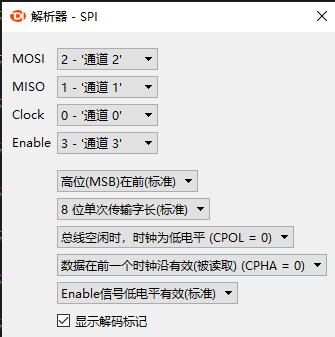 解析器 - SPI
MOSI 2 - '通道 2'
MISO 1 - '通道 1'
Clock 0 - '通道 0'
Enable 3 - '通道 3'
高位(MSB)在前(标准)
8 位单次传输字长(标准)
总线空闲时，时钟为低电平 (CPOL = 0)
数据在前一个时钟沿有效(被读取) (CPHA = 0)
Enable信号低电平有效(标准)
显示解码标记